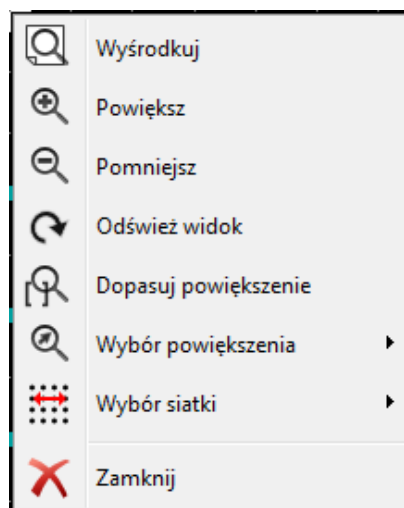 Wyśrodkuj
Powiększ
Pomniejsz
Odśwież widok
Dopasuj powiększenie
Wybór powiększenia
Wybór siatki
Zamknij